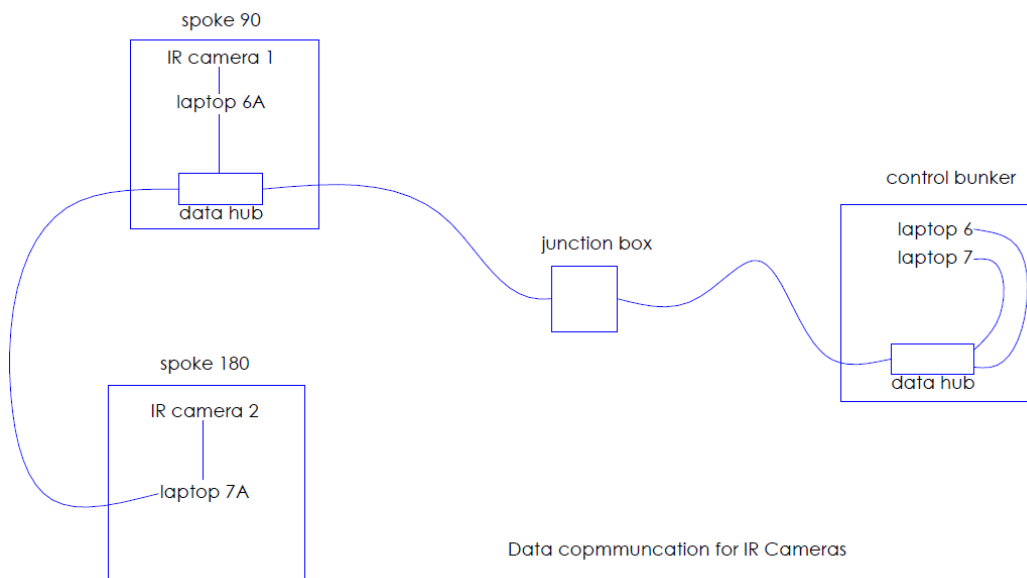 spoke 90
IR camera 1
laptop 6A
data hub
control bunker
laptop 6
laptop 7
junction box
data hub
spoke 180
IR camera 2
laptop 7A
Data copmmuncation for IR Cameras